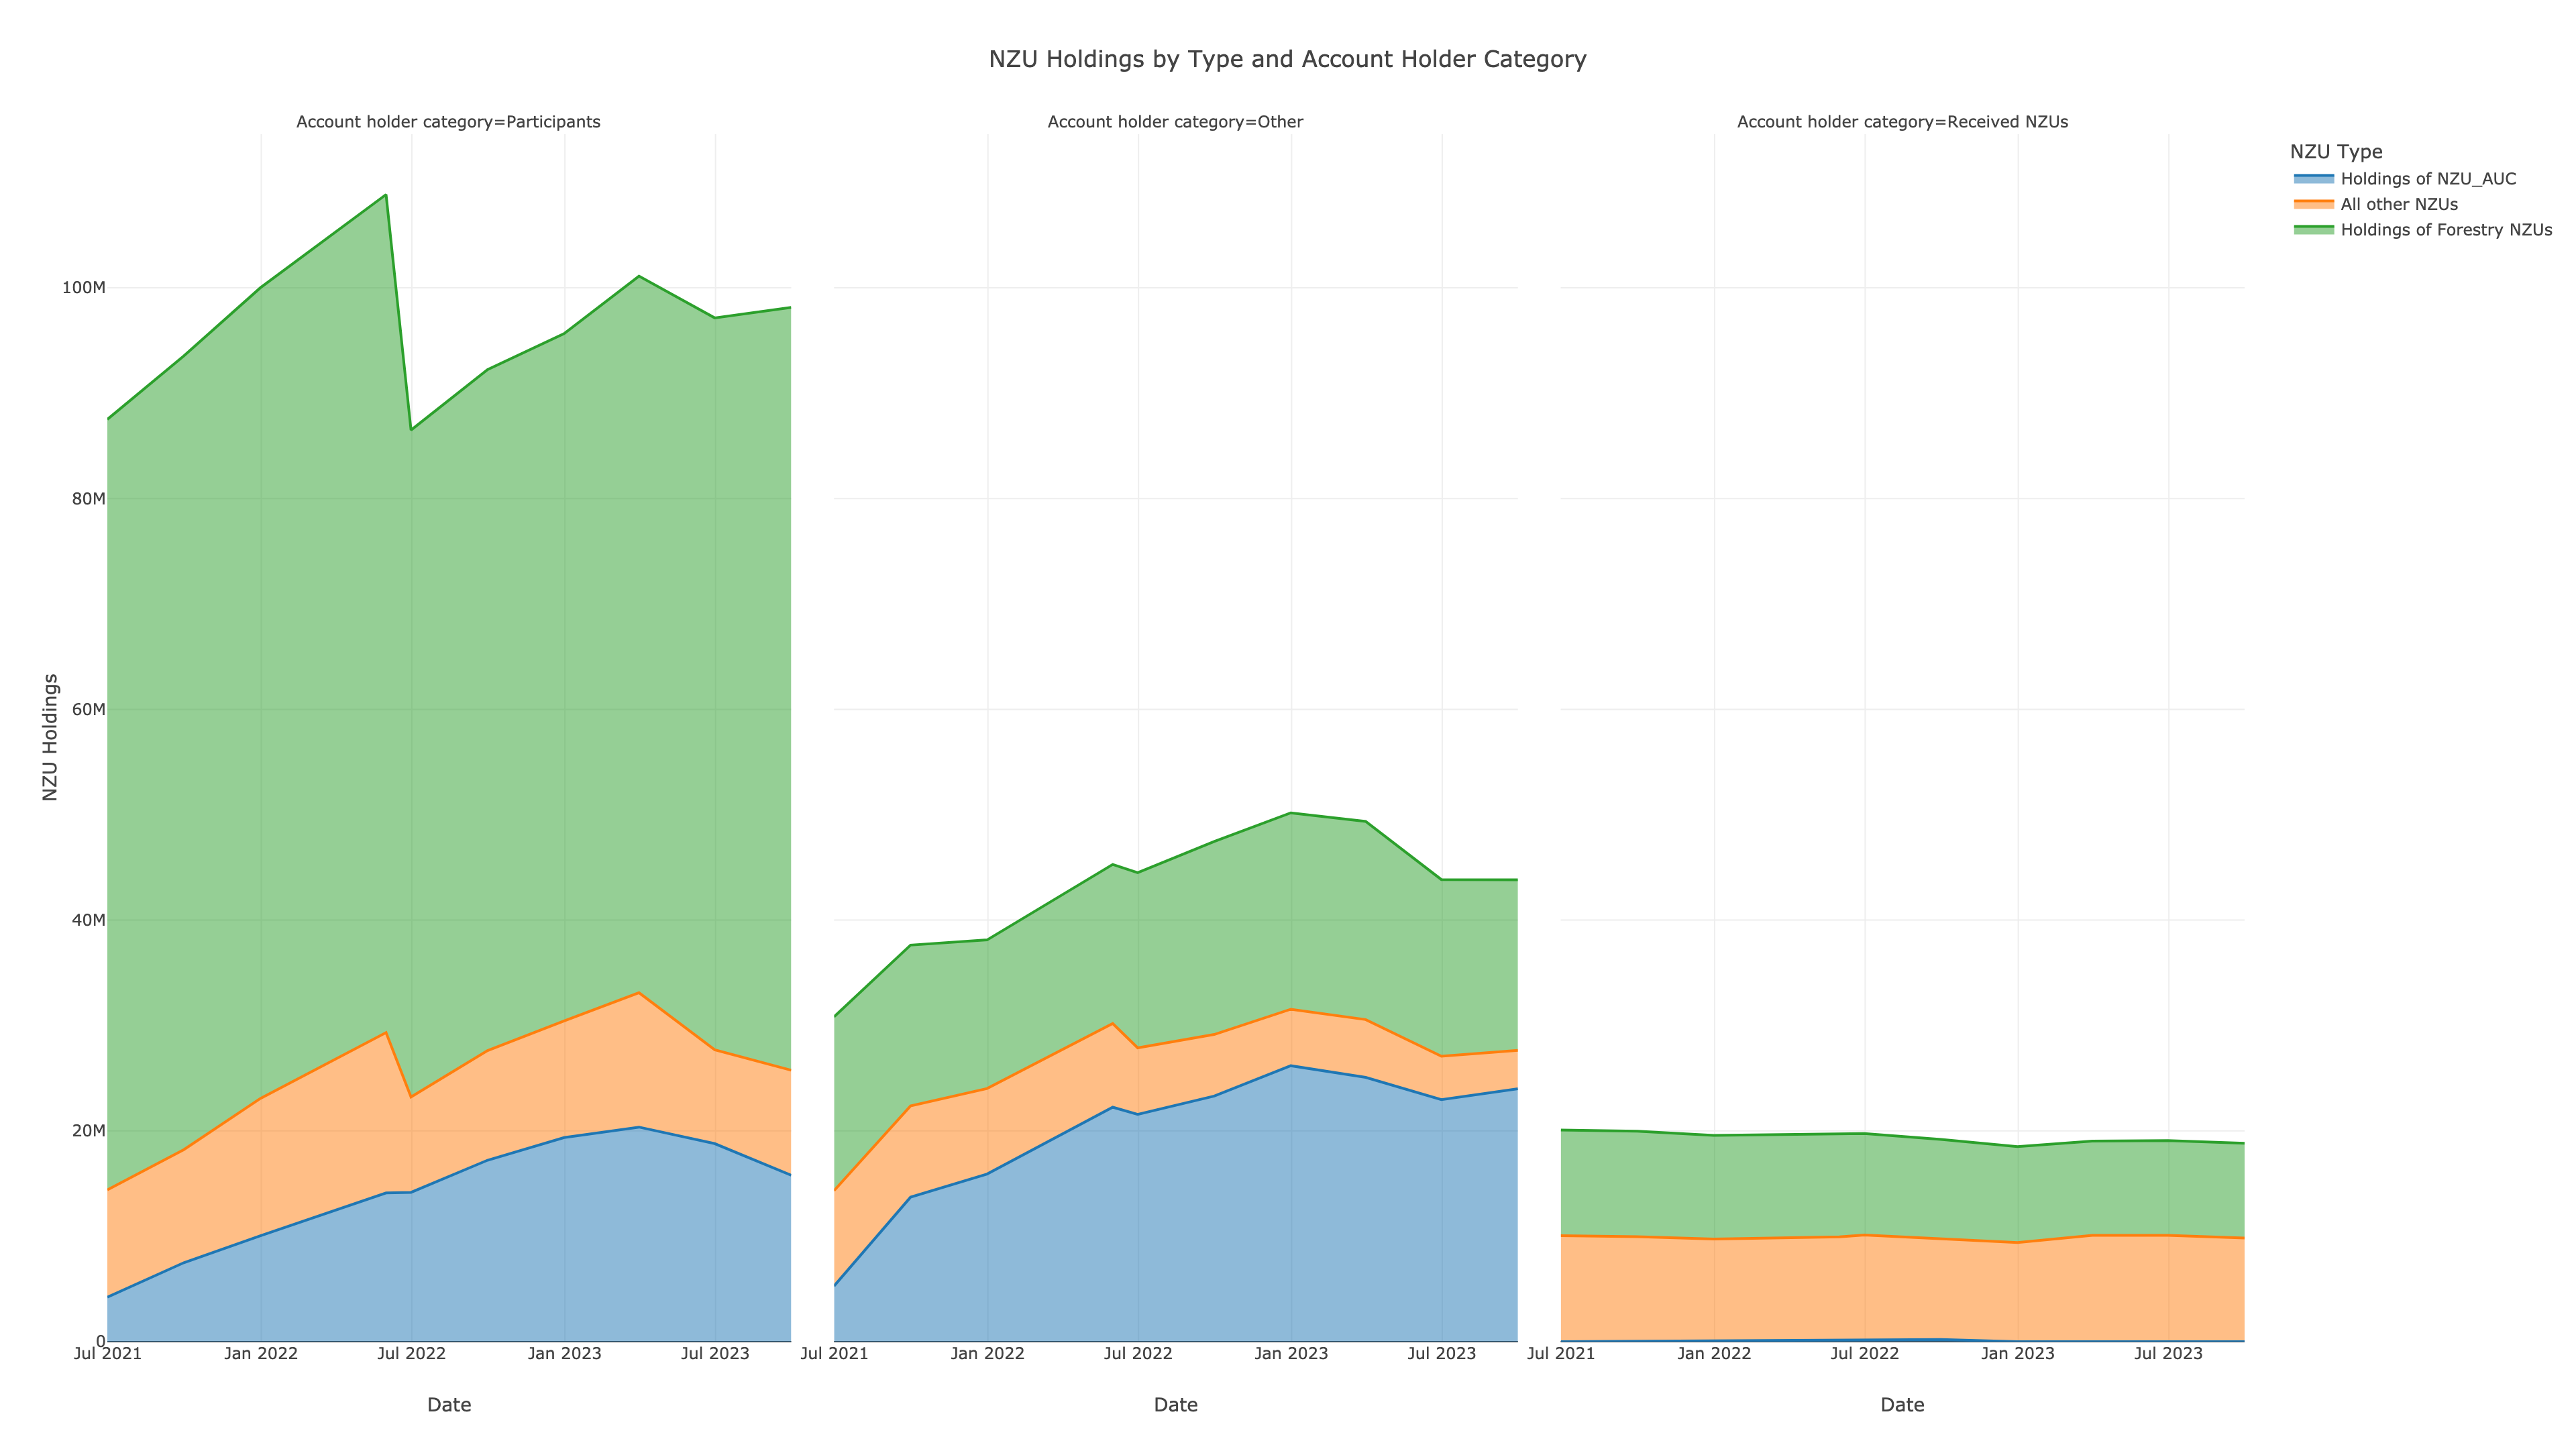 NZU Holdings by Type and Account Holder Category
Account holder category=Participants
Account holder category=Other
Account holder category=Received NZUs
NZU Type
Holdings of NZU_AUC
All other NZUs
Holdings of Forestry NZUs
NZU Holdings
100M
80M
60M
40M
20M
0
Jul 2021 Jan 2022 Jul 2022 Jan 2023 Jul 2023
Jul 2021 Jan 2022 Jul 2022 Jan 2023 Jul 2023
Jul 2021 Jan 2022 Jul 2022 Jan 2023 Jul 2023
Date
Date
Date